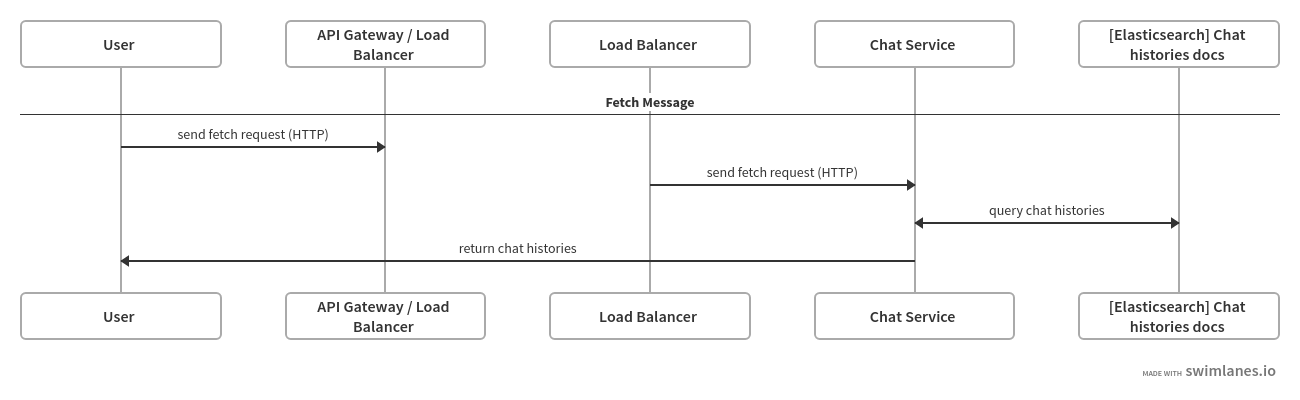 User
API Gateway / Load
Balancer
Load Balancer
Chat Service
[Elasticsearch] Chat
histories docs
Fetch Message
send fetch request (HTTP)
send fetch request (HTTP)
query chat histories
return chat histories
User
API Gateway / Load
Balancer
Load Balancer
Chat Service
[Elasticsearch] Chat
histories docs
MADE WITH swimlanes.io